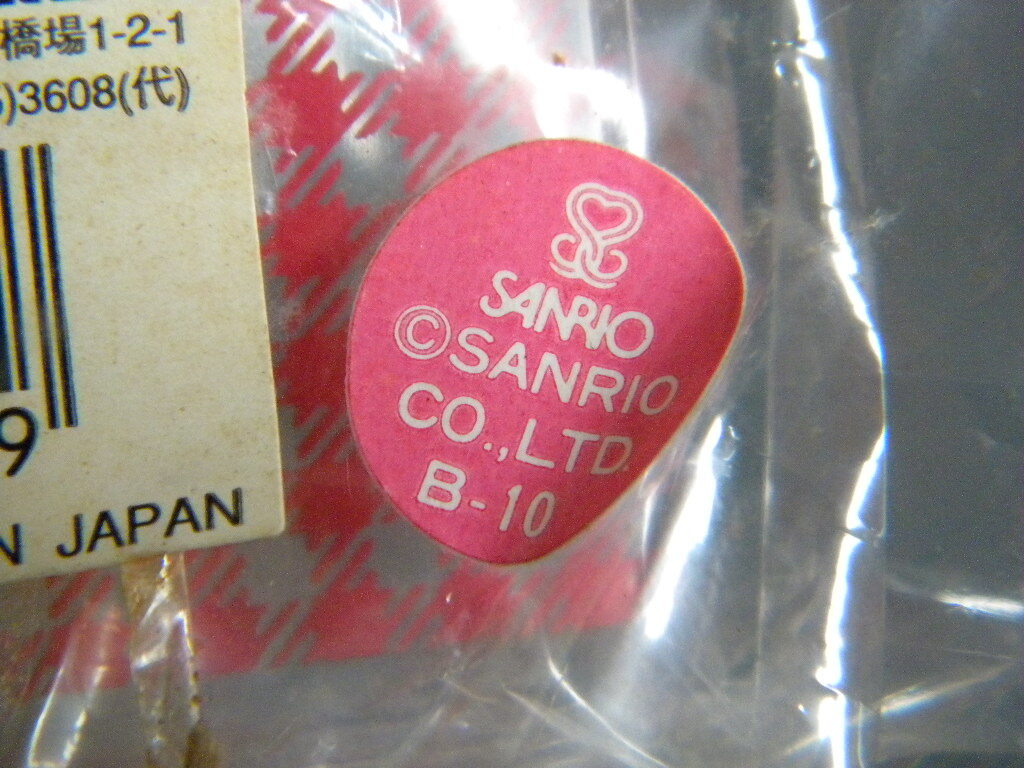 橋場1-2-1
)3608(代)
9
N JAPAN
SANRIO
©SANRIO
CO.,LTD.
B-10